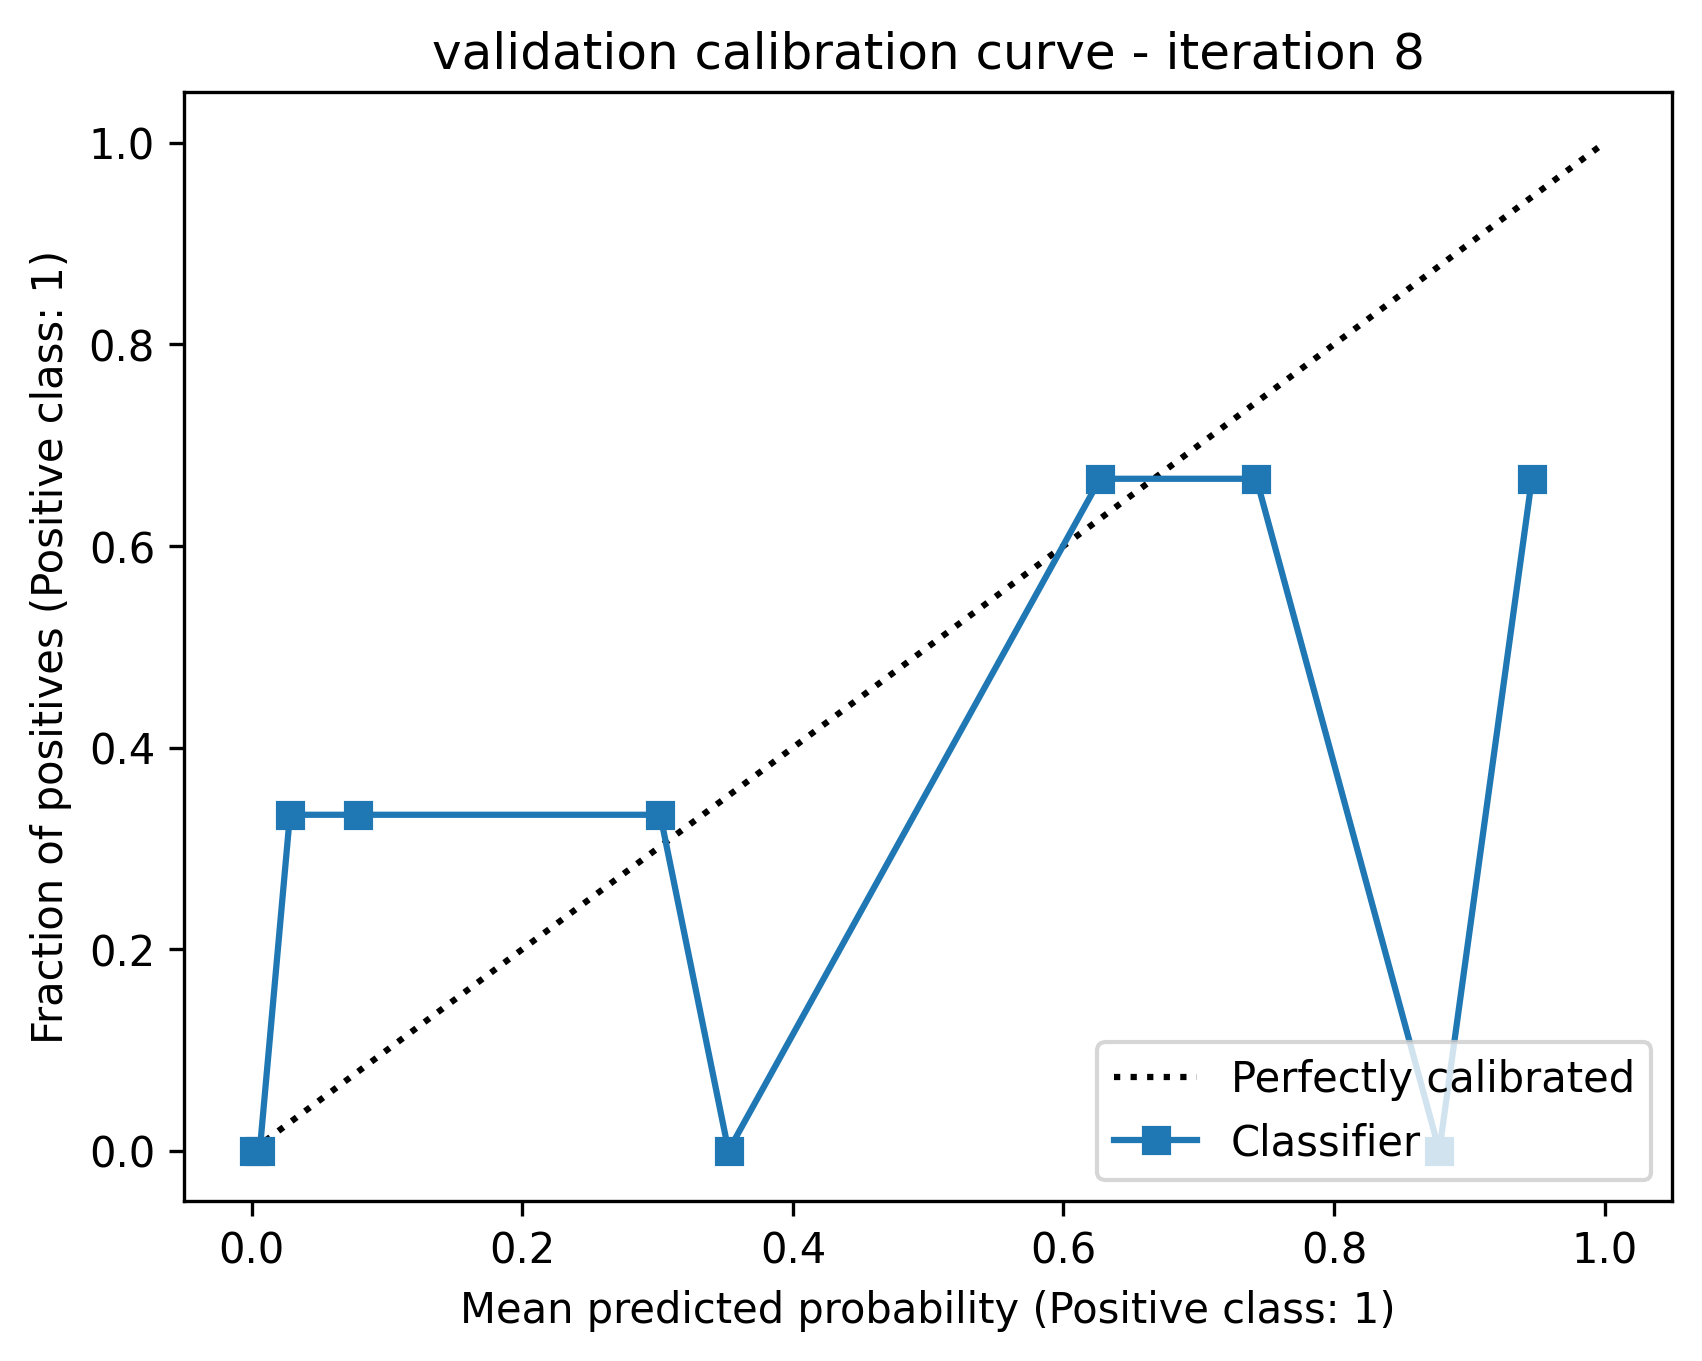 validation calibration curve - iteration 8
Fraction of positives (Positive class: 1)
1.0
0.8
0.6
0.4
0.2
0.0
Perfectly calibrated
Classifier
0.0 0.2 0.4 0.6 0.8 1.0
Mean predicted probability (Positive class: 1)